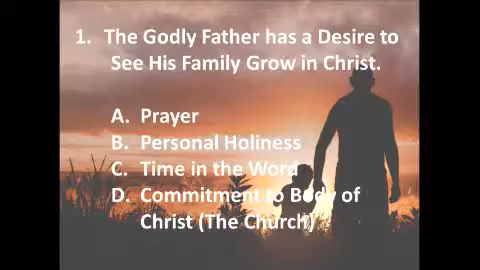 1. The Godly Father has a Desire to
See His Family Grow in Christ.
A. Prayer
B. Personal Holiness
C. Time in the Word
D. Commitment to Body of
Christ (The Church)